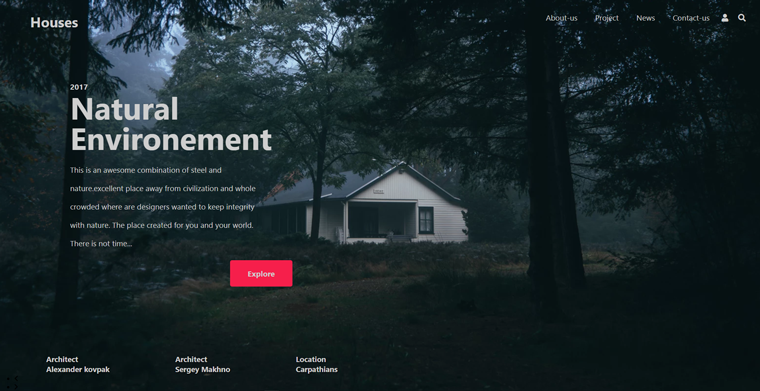 Houses
About-us Project News Contact-us
2017
Natural
Environement
This is an awesome combination of steel and
nature.excellent place away from civilization and whole
crowded where are designers wanted to keep integrity
with nature. The place created for you and your world.
There is not time...
Explore
Architect Architect Location
Alexander kovpak Sergey Makhno Carpathians